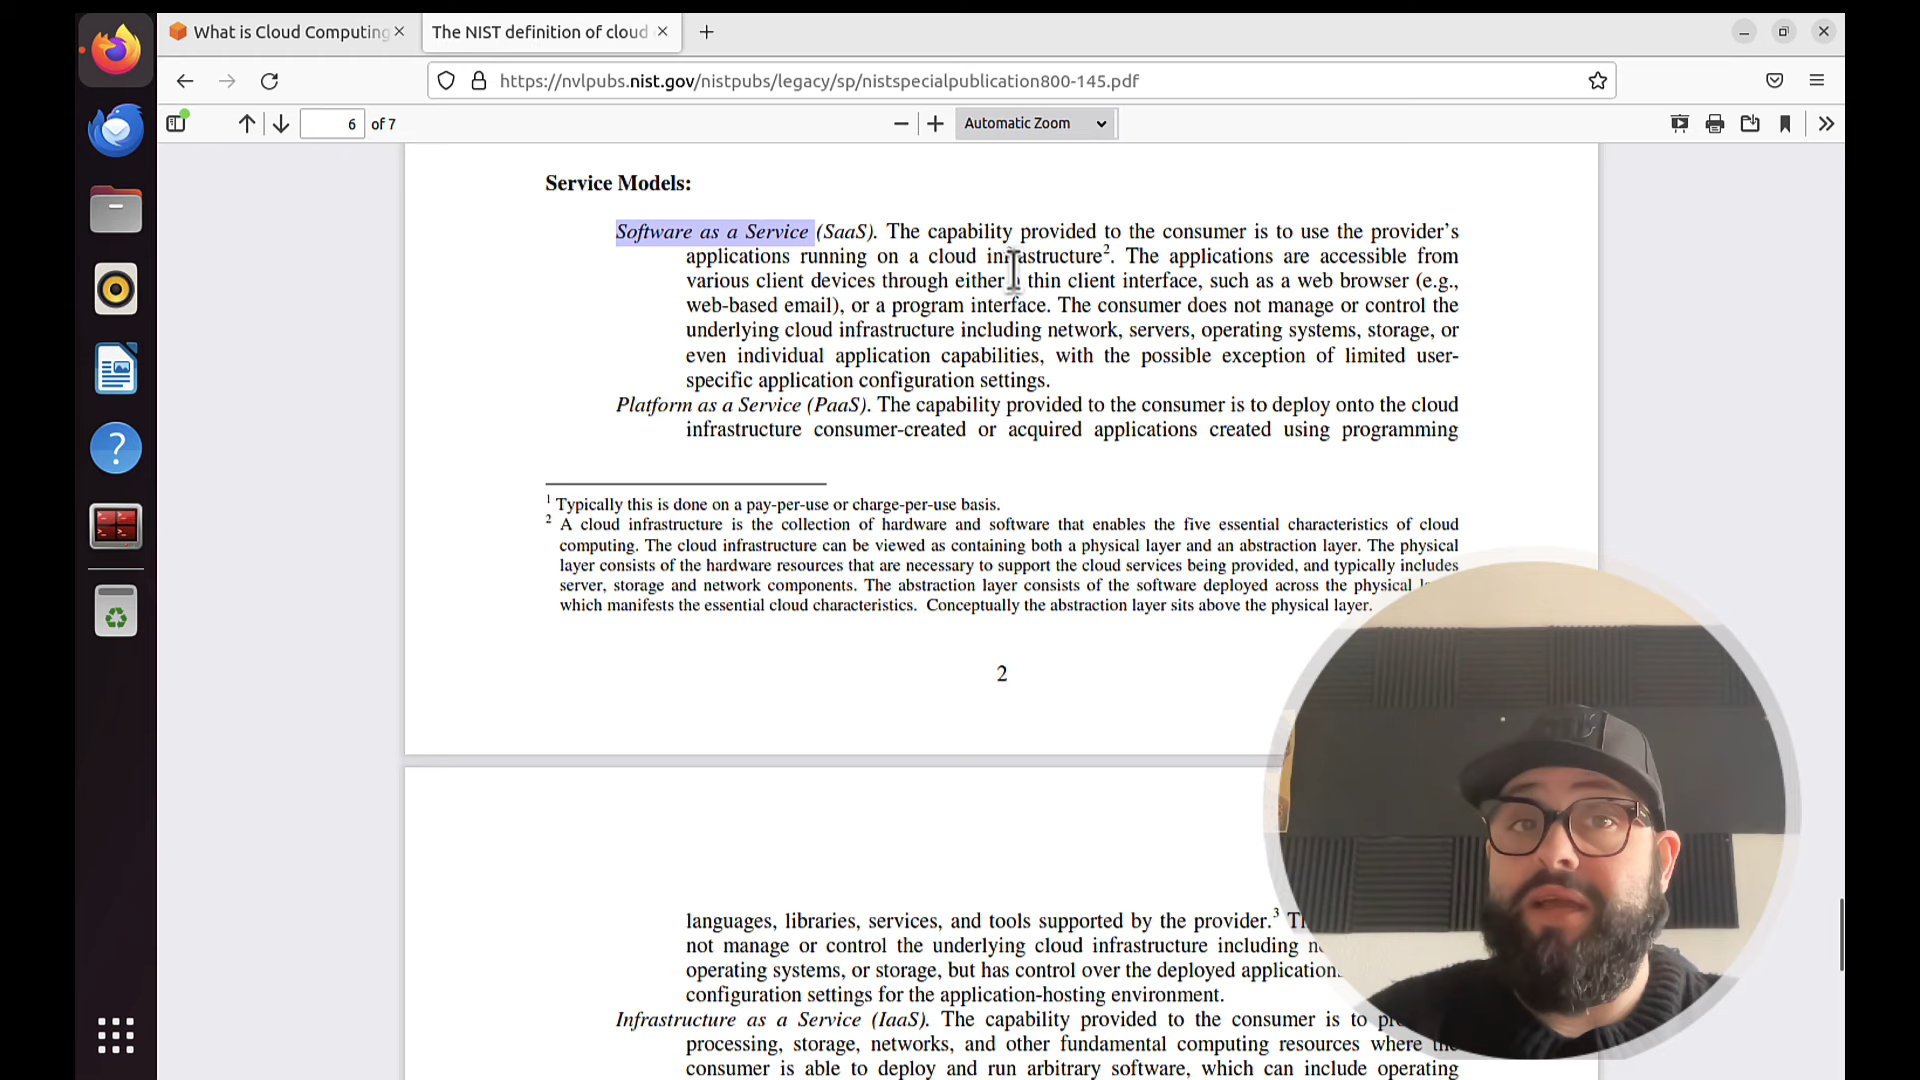 What is Cloud Computing
The NIST definition of cloud
https://nvlpubs.nist.gov/nistpubs/legacy/sp/nistspecialpublication800-145.pdf
6 of 7
Automatic Zoom
Service Models:
Software as a Service (SaaS). The capability provided to the consumer is to use the provider's
applications running on a cloud infrastructure2. The applications are accessible from
various client devices through either thin client interface, such as a web browser (e.g.,
web-based email), or a program interface. The consumer does not manage or control the
underlying cloud infrastructure including network, servers, operating systems, storage, or
even individual application capabilities, with the possible exception of limited user-
specific application configuration settings.
Platform as a Service (PaaS). The capability provided to the consumer is to deploy onto the cloud
infrastructure consumer-created or acquired applications created using programming
1 Typically this is done on a pay-per-use or charge-per-use basis.
2 A cloud infrastructure is the collection of hardware and software that enables the five essential characteristics of cloud
computing. The cloud infrastructure can be viewed as containing both a physical layer and an abstraction layer. The physical
layer consists of the hardware resources that are necessary to support the cloud services being provided, and typically includes
server, storage and network components. The abstraction layer consists of the software deployed across the physical
which manifests the essential cloud characteristics. Conceptually the abstraction layer sits above the physical layer.
2
languages, libraries, services, and tools supported by the provider.3
not manage or control the underlying cloud infrastructure including
operating systems, or storage, but has control over the deployed applications
configuration settings for the application-hosting environment.
Infrastructure as a Service (IaaS). The capability provided to the consumer is to
processing, storage, networks, and other fundamental computing resources where
consumer is able to deploy and run arbitrary software, which can include operating